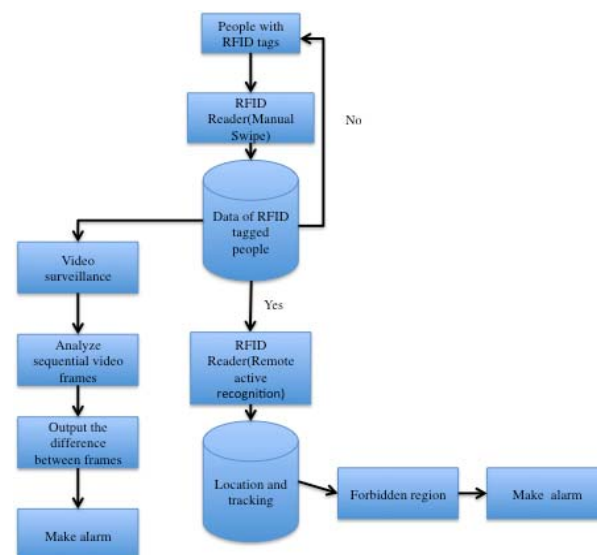 People with
RFID tags
RFID
Reader(Manual
Swipe)
No
Data of RFID
tagged
people
Video
surveillance
Yes
Analyze
sequential video
frames
RFID
Reader(Remote
active
recognition)
Output the
difference
between frames
Location and
tracking
Forbidden region
Make alarm
Make alarm